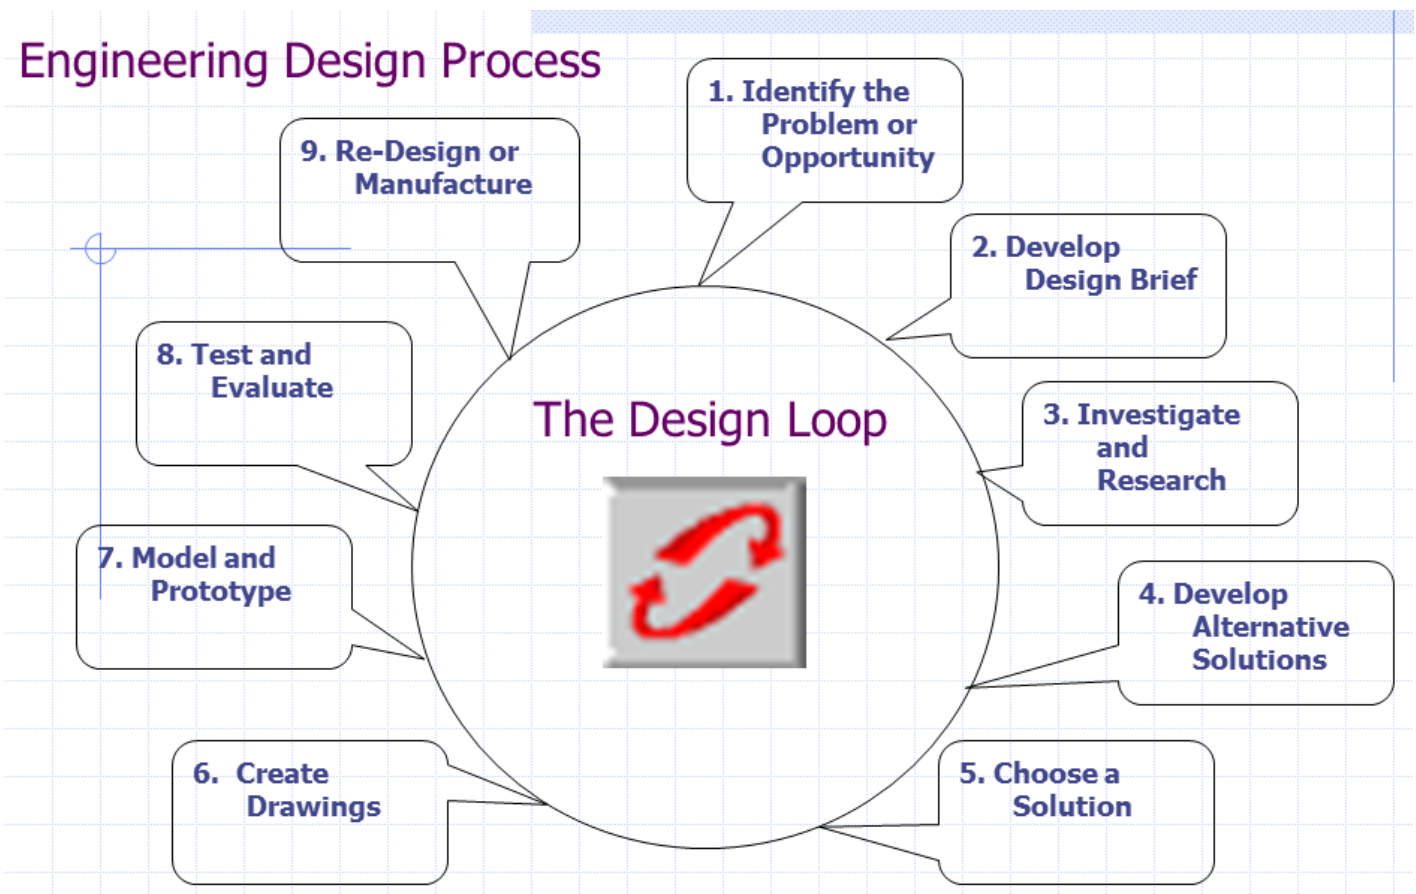 Engineering Design Process
1. Identify the
Problem or
Opportunity
2. Develop
Design Brief
3. Investigate
and
Research
4. Develop
Alternative
Solutions
5. Choose a
Solution
6. Create
Drawings
7. Model and
Prototype
8. Test and
Evaluate
9. Re-Design or
Manufacture
The Design Loop